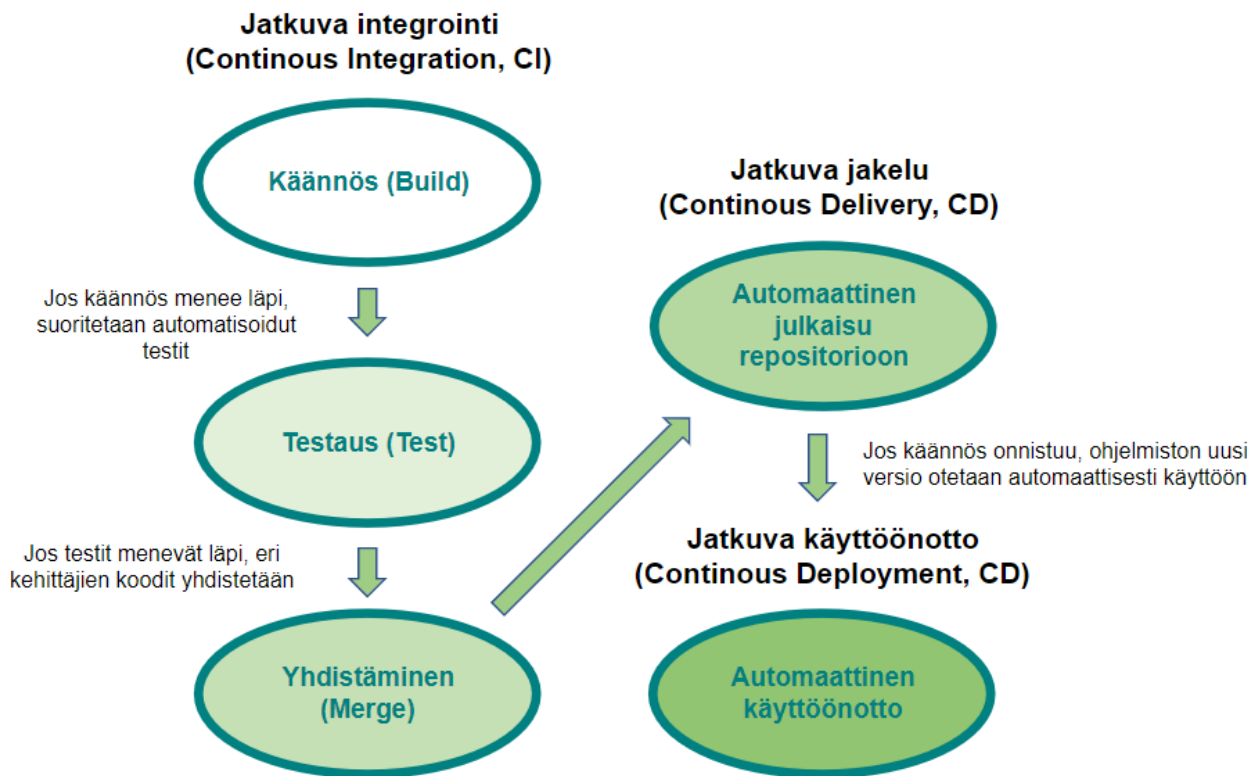 Jatkuva integrointi
(Continous Integration, CI)
Käännös (Build)
Jos käännös menee läpi,
suoritetaan automatisoidut
testit
Testaus (Test)
Jos testit menevät läpi, eri
kehittäjien koodit yhdistetään
Yhdistäminen
(Merge)
Jatkuva jakelu
(Continous Delivery, CD)
Automaattinen
julkaisu
repositorioon
Jos käännös onnistuu, ohjelmiston uusi
versio otetaan automaattisesti käyttöön
Jatkuva käyttöönotto
(Continous Deployment, CD)
Automaattinen
käyttöönotto